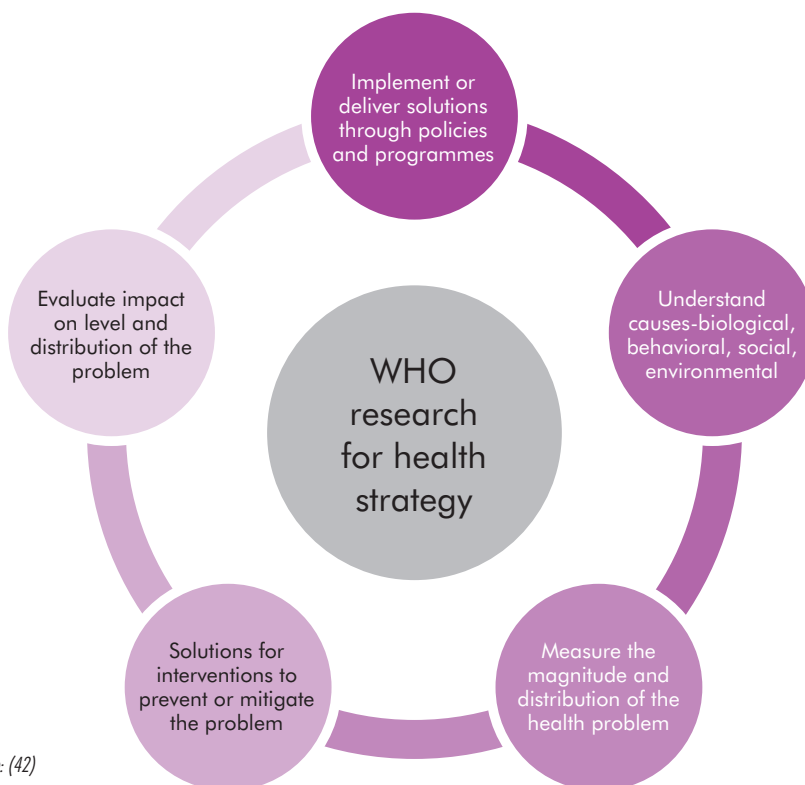 Implement or
deliver solutions
through policies
and programmes
Understand
causes-biological,
behavioral, social,
environmental
Measure the
magnitude and
distribution of the
health problem
Solutions for
interventions to
prevent or mitigate
the problem
Evaluate impact
on level and
distribution of the
problem
WHO
research
for health
strategy
: (42)